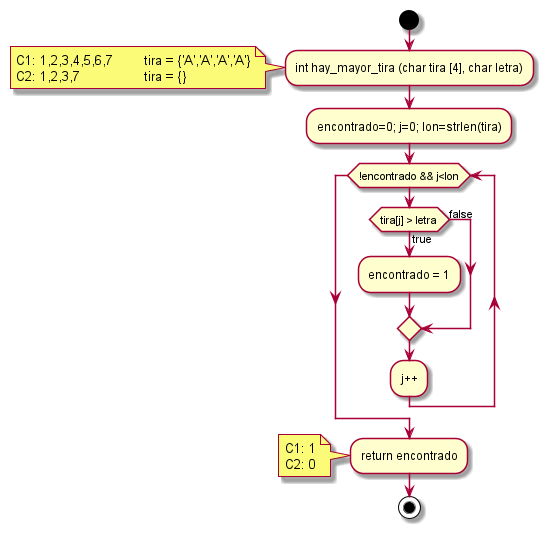 C1: 1,2,3,4,5,6,7 tira = {'A','A','A','A'}
C2: 1,2,3,7 tira = {}
int hay_mayor_tira (char tira [4], char letra)
encontrado=0; j=0; lon=strlen(tira)
!encontrado && j<lon
tira[j] > letra
false
true
encontrado = 1
j++
C1: 1
C2: 0
return encontrado